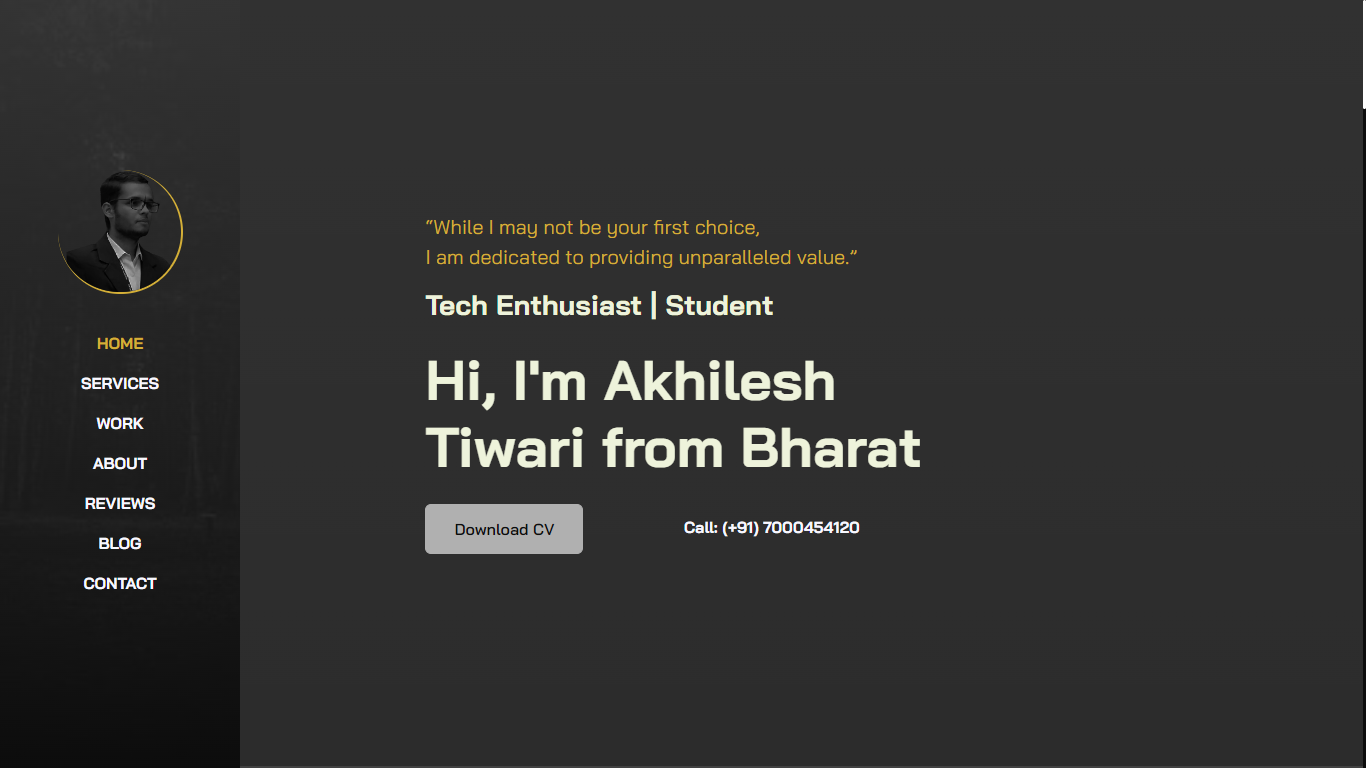 HOME
SERVICES
WORK
ABOUT
REVIEWS
BLOG
CONTACT
“While I may not be your first choice,
I am dedicated to providing unparalleled value.”
Tech Enthusiast | Student
Hi, I'm Akhilesh
Tiwari from Bharat
Download CV
Call: (+91) 7000454120